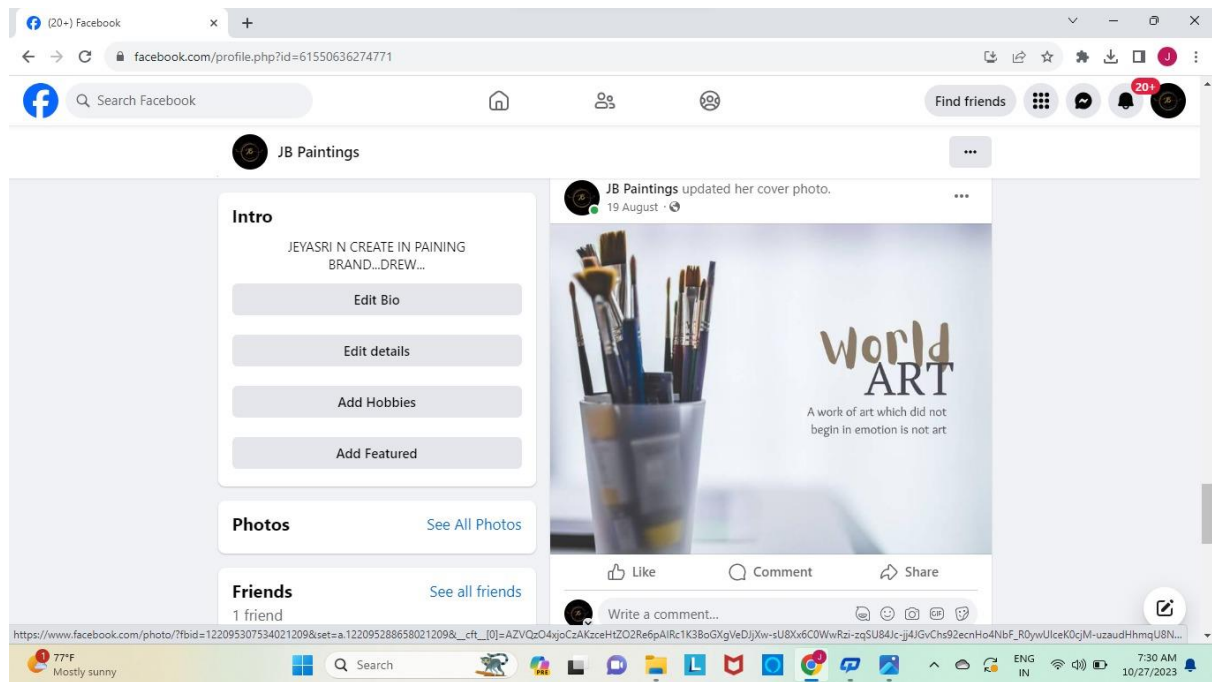 (20+) Facebook
facebook.com/profile.php?id=61550636274771
J
Search Facebook
Find friends
20+
JB Paintings
Intro
JEYASRI N CREATE IN PAINING
BRAND...DREW...
Edit Bio
Edit details
Add Hobbies
Add Featured
Photos
See All Photos
Friends
See all friends
1 friend
JB Paintings updated her cover photo.
19 August ·
World
ART
A work of art which did not
begin in emotion is not art
Like
Comment
Share
Write a comment...
GIF
77°F
Mostly sunny
Search
PRE
L
ENG
IN
7:30 AM
10/27/2023